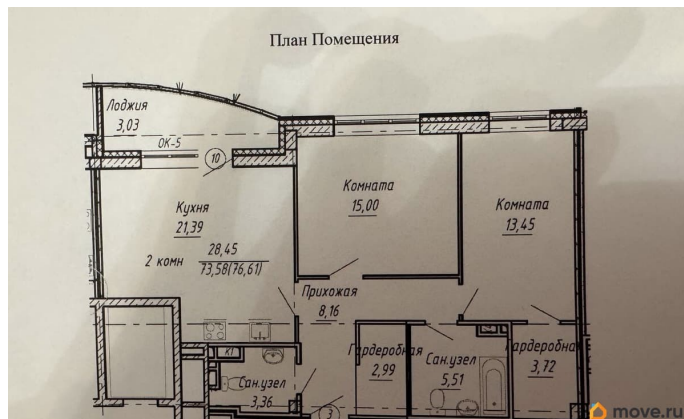 План Помещения
Лоджия
3,03
ОК-5
10
Комната
15,00
Комната
13,45
Кухня
21,39
2 комн
28,45
73,58(76,61)
Прихожая
8,16
К1
Гардеробная
2,99
Сан.узел
5,51
Гардеробная
3,72
Сан.узел
3,36
3
move.ru